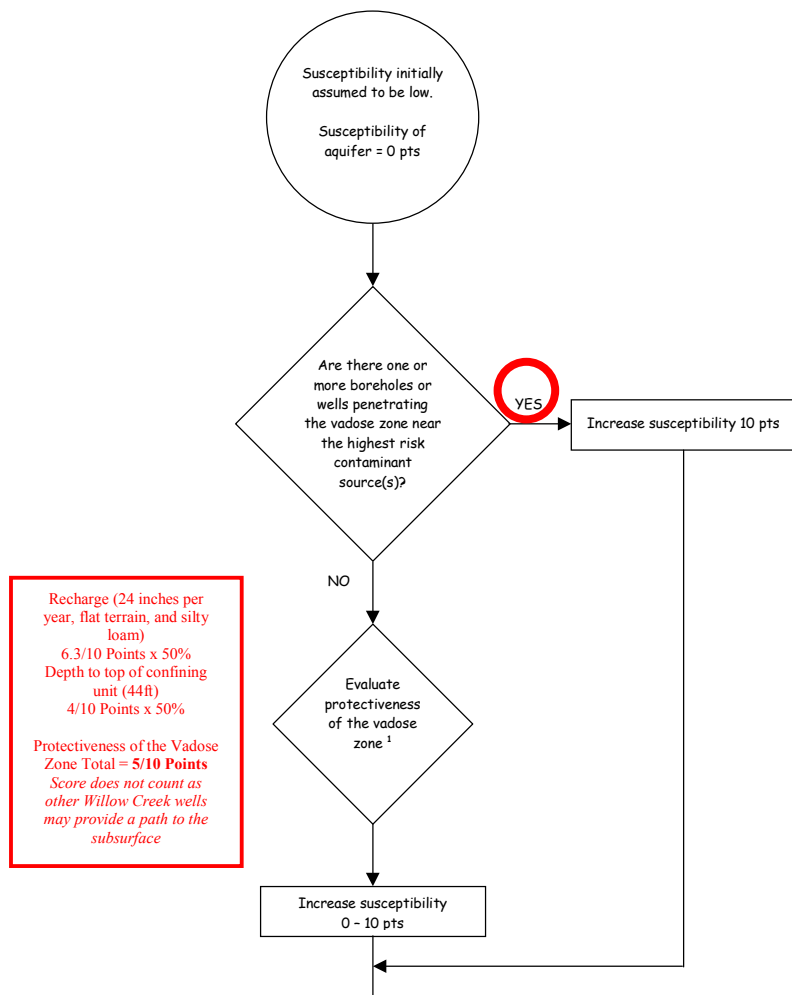 Susceptibility initially
assumed to be low.
Susceptibility of
aquifer = 0 pts
Are there one or
more boreholes or
wells penetrating
the vadose zone near
the highest risk
contaminant
source(s)?
YES
Increase susceptibility 10 pts
NO
Recharge (24 inches per
year, flat terrain, and silty
loam)
6.3/10 Points x 50%
Depth to top of confining
unit (44ft)
4/10 Points x 50%
Protectiveness of the Vadose
Zone Total = 5/10 Points
Score does not count as
other Willow Creek wells
may provide a path to the
subsurface
Evaluate
protectiveness
of the vadose
zone ¹
Increase susceptibility
0 – 10 pts